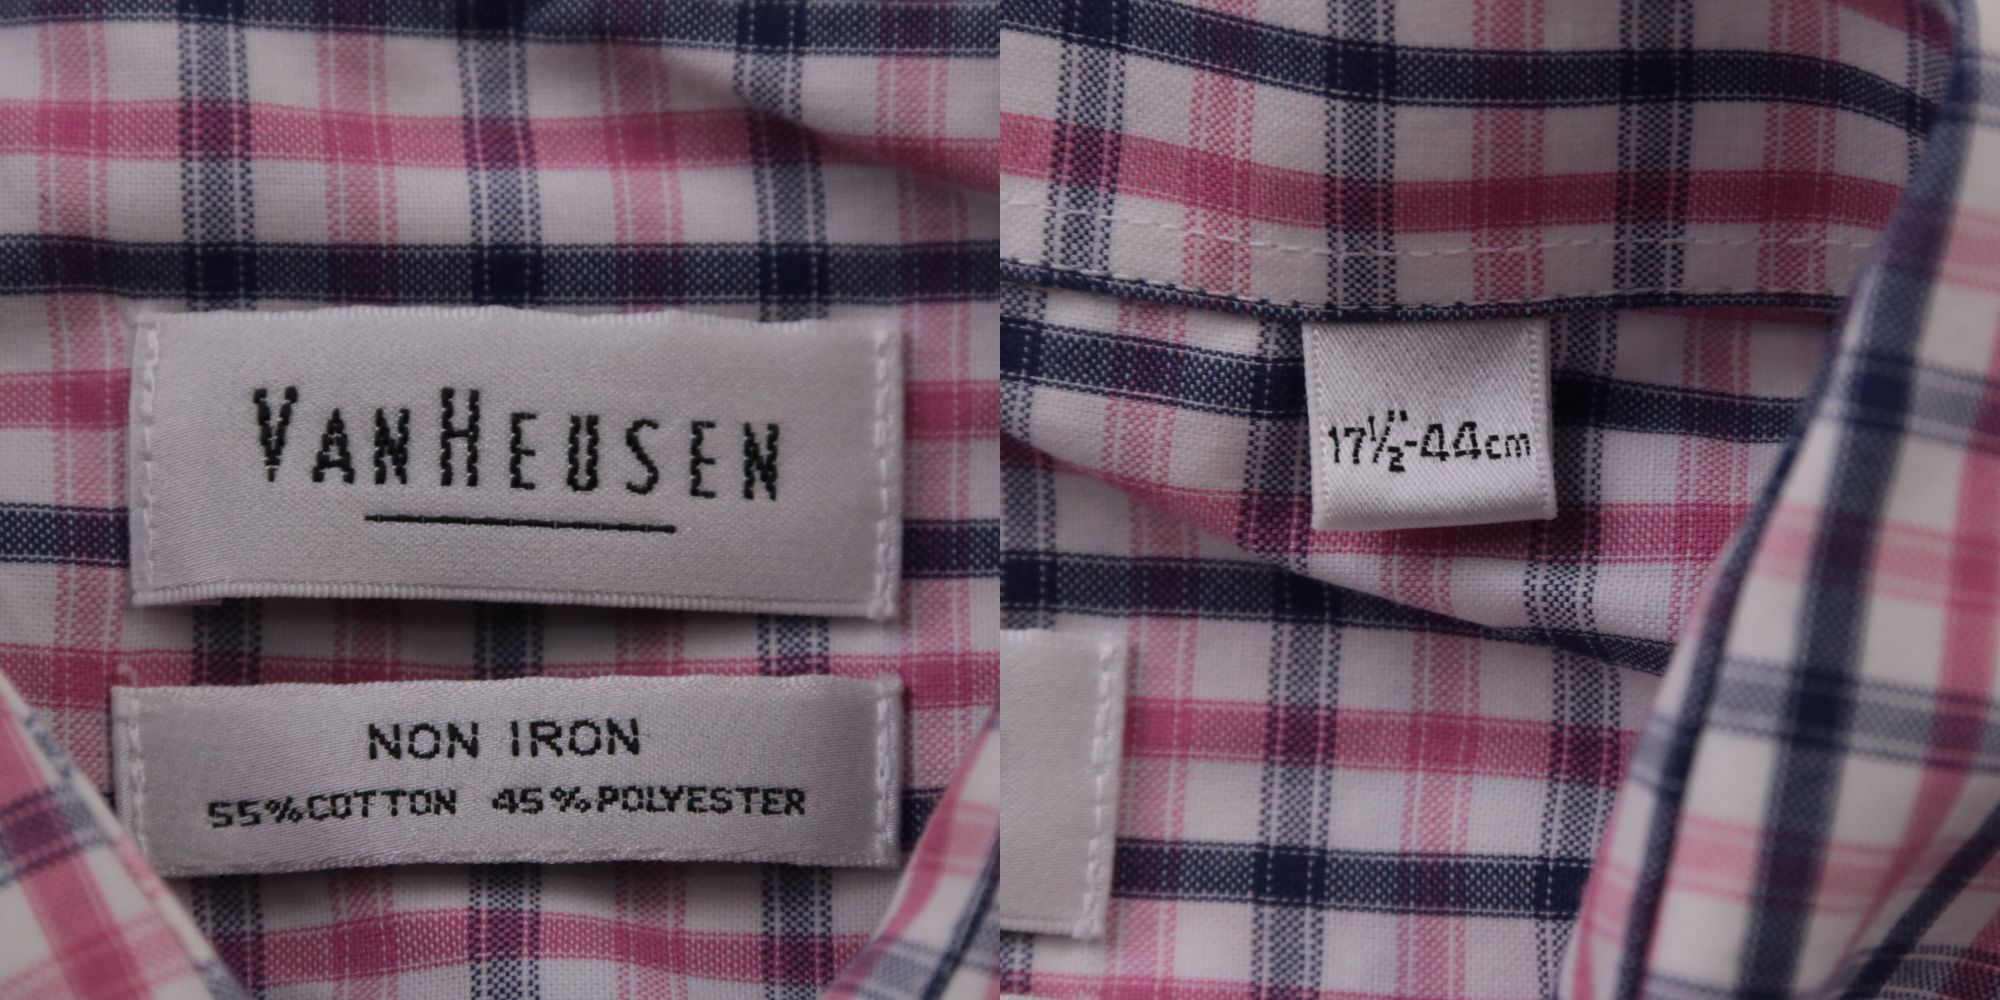 VANHEUSEN
NON IRON
55%COTTON 45%POLYESTER
17½"-44cm